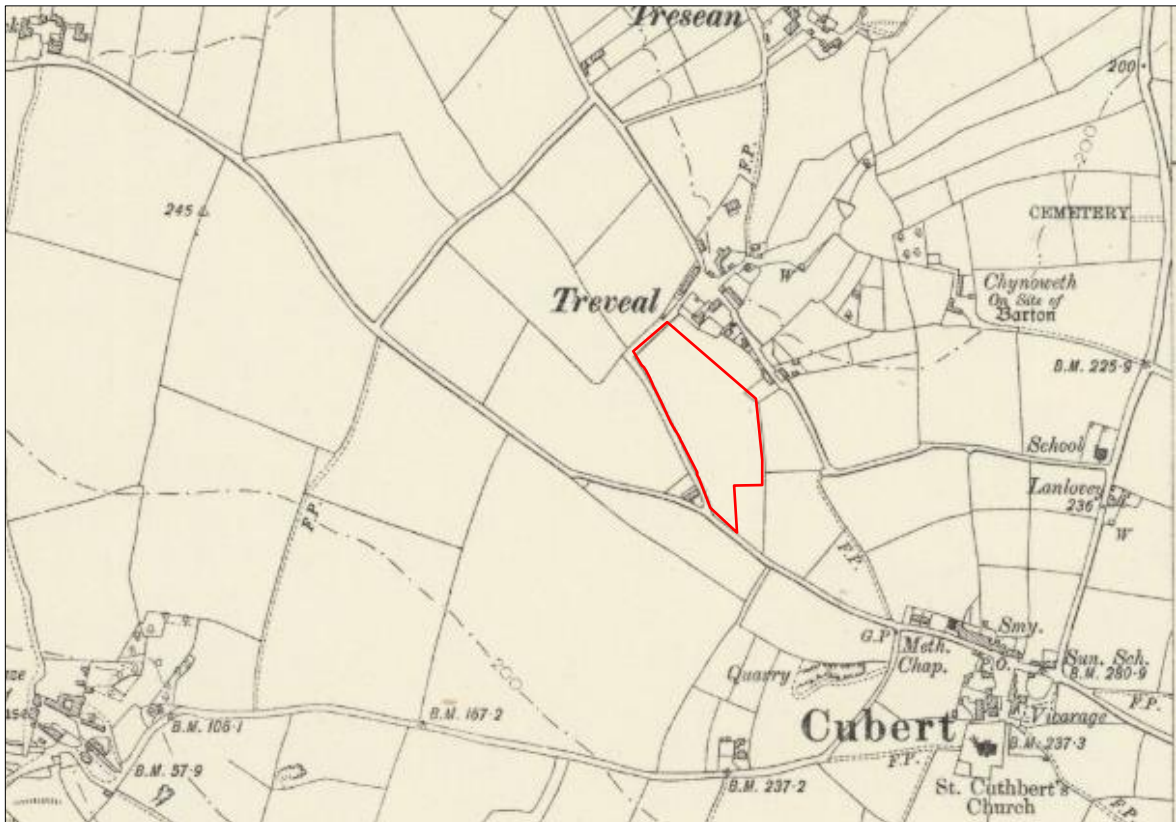 Tresean
200
200
F.P.
245
CEMETERY
W
Chynoweth
On Site of
Barton
Treveal
B.M. 225·9
School
Lanlovey
236
W
F.P.
F.P.
200
G.P
Meth.
Chap.
Smy.
P.O.
Sun. Sch.
B.M. 280·9
Quarry
F.P.
Vicarage
Cubert
B.M. 167·2
B.M. 106·1
B.M. 237·3
F.P.
B.M. 57·9
B.M. 237·2
St. Cuthbert's
Church
F.P.